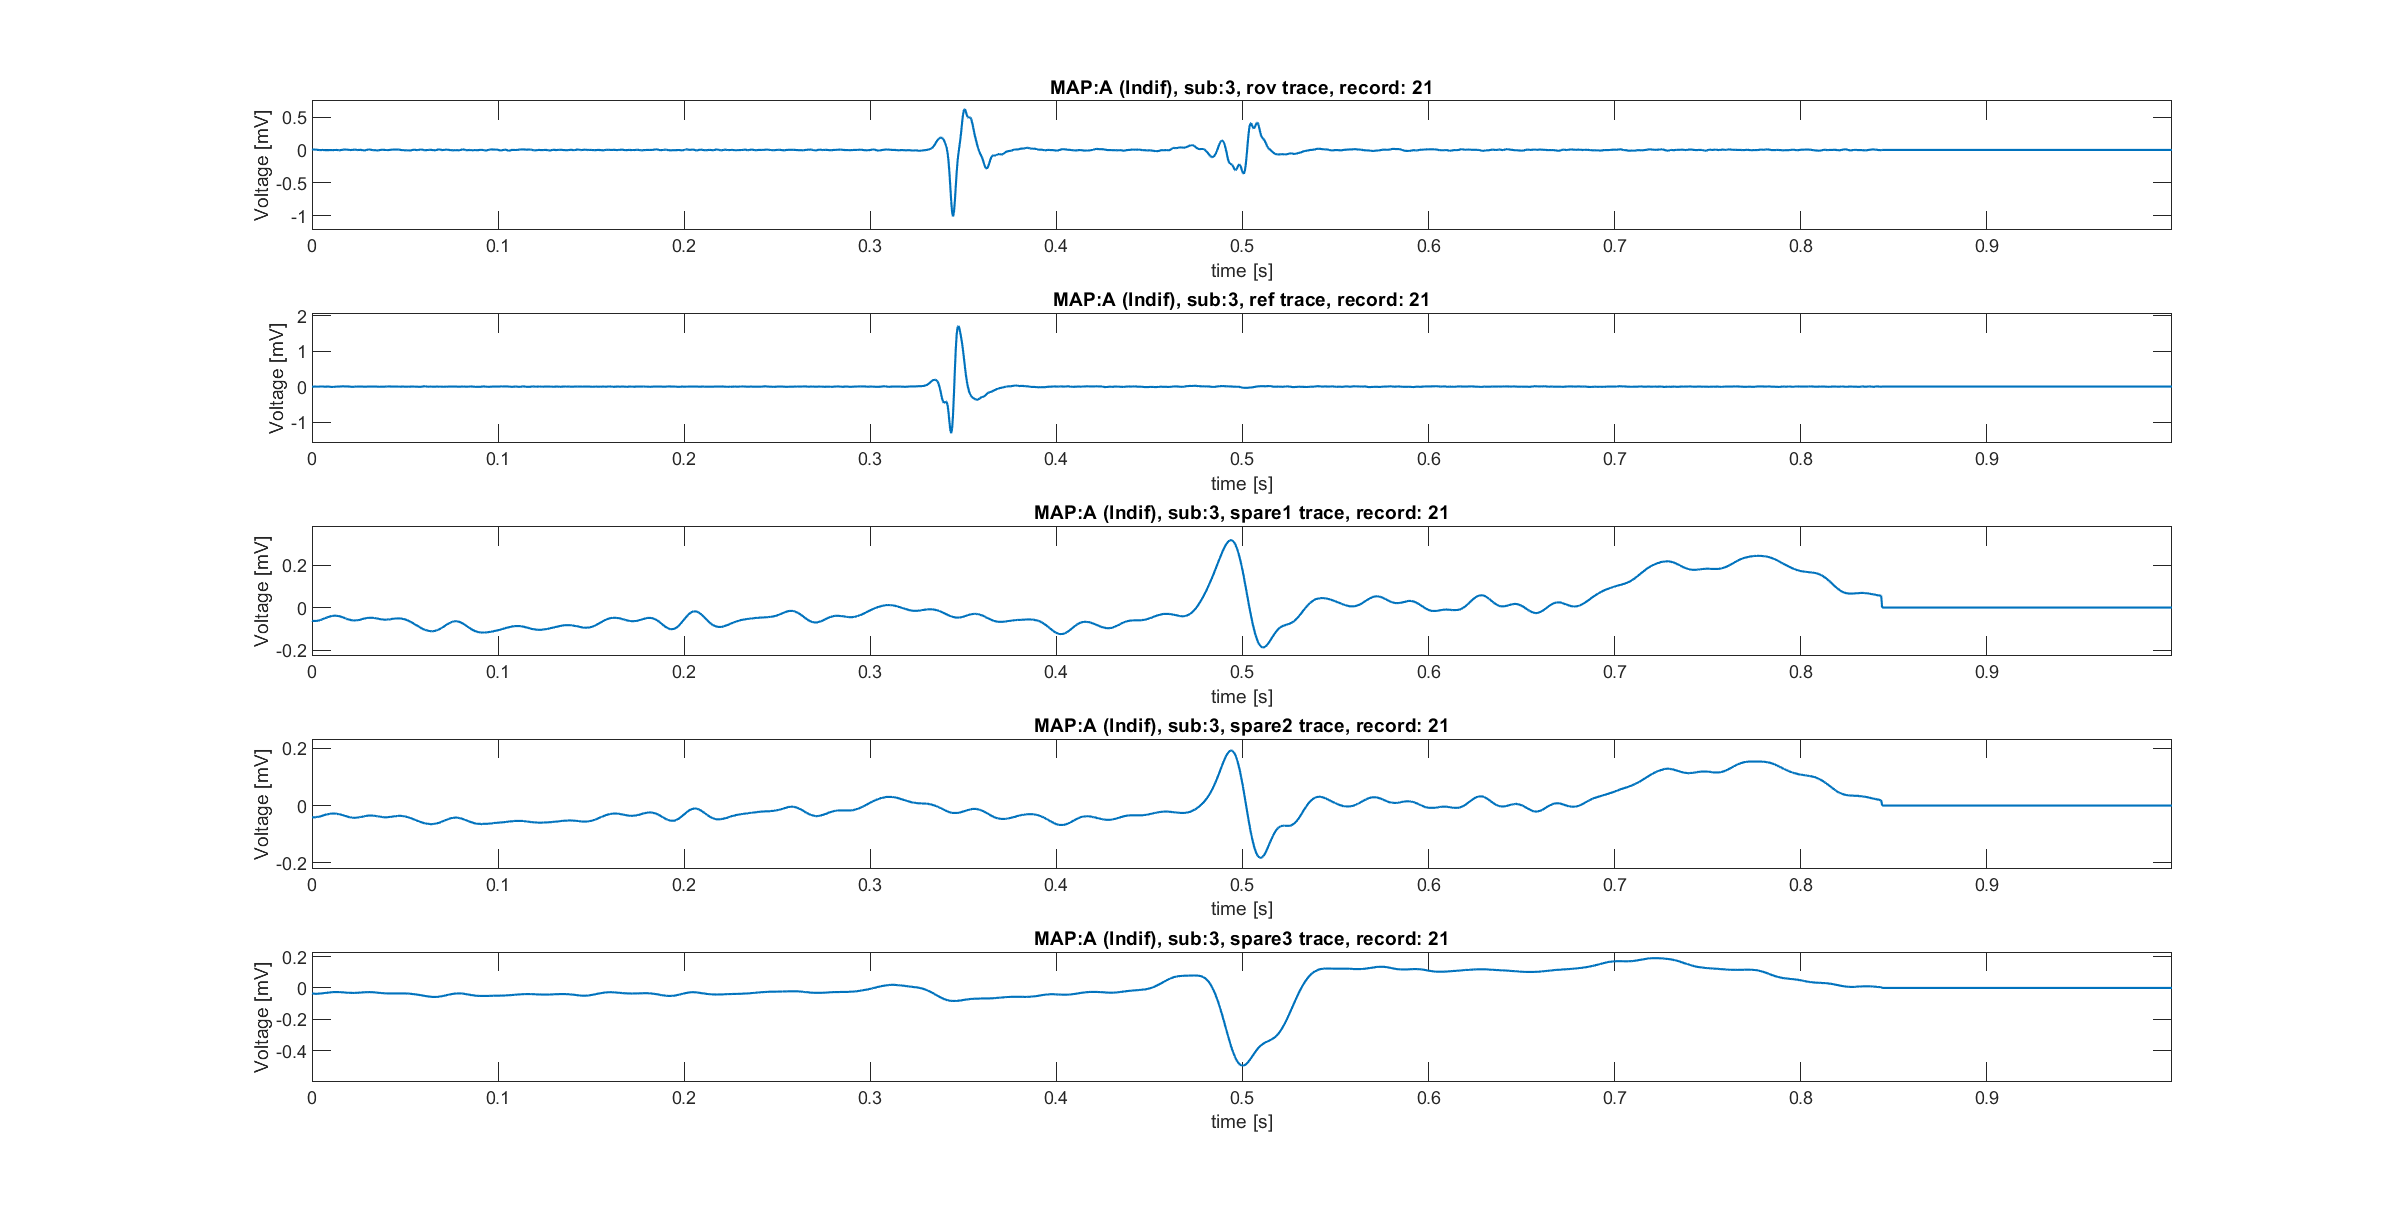 MAP:A (Indif), sub:3, rov trace, record: 21
Voltage [mV]
0.5
0
-0.5
-1
0 0.1 0.2 0.3 0.4 0.5 0.6 0.7 0.8 0.9
time [s]
MAP:A (Indif), sub:3, ref trace, record: 21
Voltage [mV]
2
1
0
-1
0 0.1 0.2 0.3 0.4 0.5 0.6 0.7 0.8 0.9
time [s]
MAP:A (Indif), sub:3, spare1 trace, record: 21
Voltage [mV]
0.2
0
-0.2
0 0.1 0.2 0.3 0.4 0.5 0.6 0.7 0.8 0.9
time [s]
MAP:A (Indif), sub:3, spare2 trace, record: 21
Voltage [mV]
0.2
0
-0.2
0 0.1 0.2 0.3 0.4 0.5 0.6 0.7 0.8 0.9
time [s]
MAP:A (Indif), sub:3, spare3 trace, record: 21
Voltage [mV]
0.2
0
-0.2
-0.4
0 0.1 0.2 0.3 0.4 0.5 0.6 0.7 0.8 0.9
time [s]